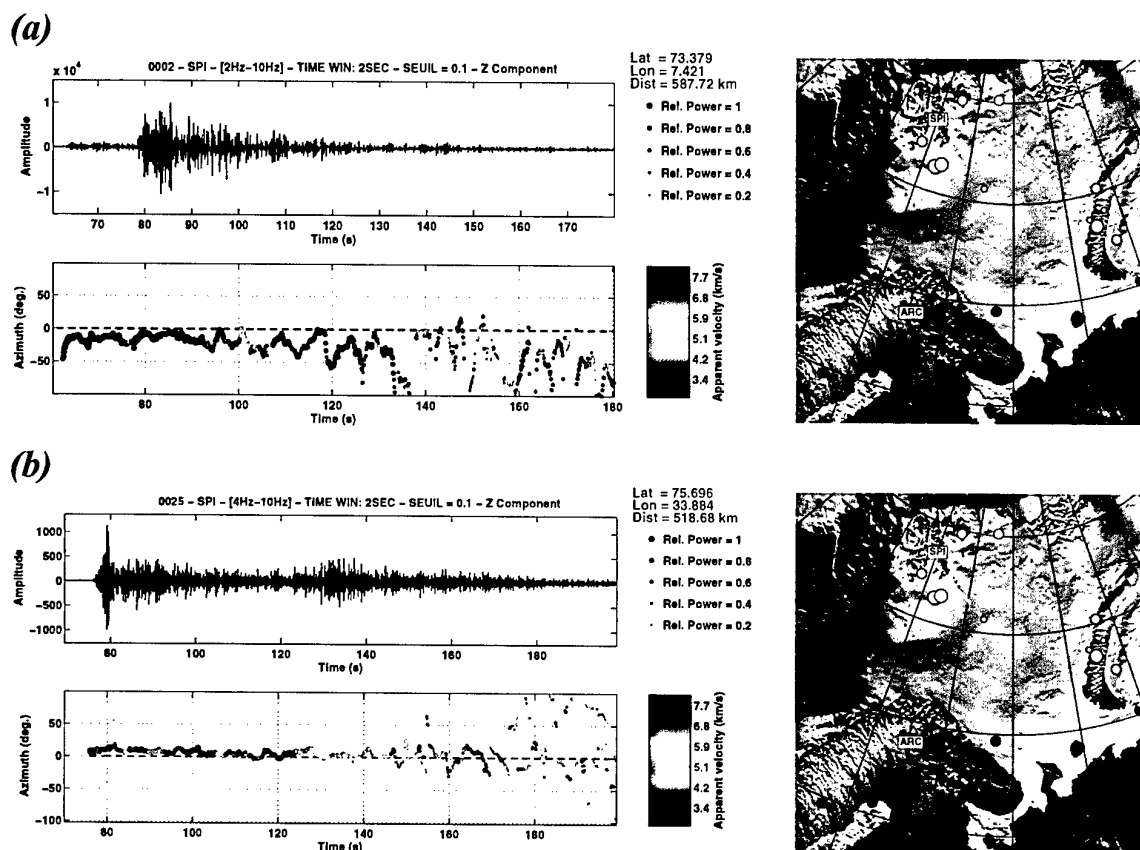 (a)
0002 - SPI - [2Hz-10Hz] - TIME WIN: 2SEC - SEUIL = 0.1 - Z Component
x 10^4
1
0
-1
Amplitude
70 80 90 100 110 120 130 140 150 160 170
Time (s)
50
0
-50
Azimuth (deg.)
80 100 120 140 160 180
Time (s)
Lat = 73.379
Lon = 7.421
Dist = 587.72 km
Rel. Power = 1
Rel. Power = 0.8
Rel. Power = 0.6
Rel. Power = 0.4
Rel. Power = 0.2
7.7
6.8
5.9
5.1
4.2
3.4
Apparent velocity (km/s)
SPI
ARC
(b)
0025 - SPI - [4Hz-10Hz] - TIME WIN: 2SEC - SEUIL = 0.1 - Z Component
1000
500
0
-500
-1000
Amplitude
80 100 120 140 160 180
Time (s)
50
0
-50
-100
Azimuth (deg.)
80 100 120 140 160 180
Time (s)
Lat = 75.696
Lon = 33.884
Dist = 518.68 km
Rel. Power = 1
Rel. Power = 0.8
Rel. Power = 0.6
Rel. Power = 0.4
Rel. Power = 0.2
7.7
6.8
5.9
5.1
4.2
3.4
Apparent velocity (km/s)
SPI
ARC